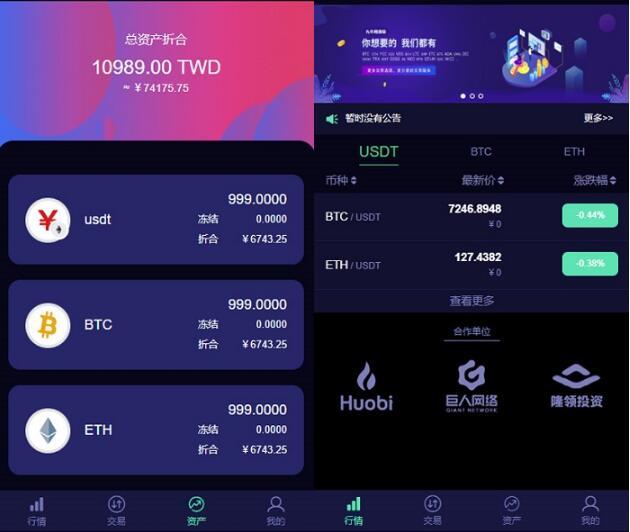 总资产折合
10989.00 TWD
≈ ￥74175.75
usdt
999.0000
冻结 0.0000
折合 ￥6743.25
BTC
999.0000
冻结 0.0000
折合 ￥6743.25
ETH
999.0000
冻结 0.0000
折合 ￥6743.25
行情 交易 资产 我的
你想要的 我们都有
暂时没有公告 更多>>
USDT BTC ETH
币种 最新价 涨跌幅
BTC / USDT 7246.8948 -0.44%
￥0
ETH / USDT 127.4382 -0.38%
￥0
查看更多
合作单位
Huobi 巨人网络 隆领投资
GIANT NETWORK
行情 交易 资产 我的